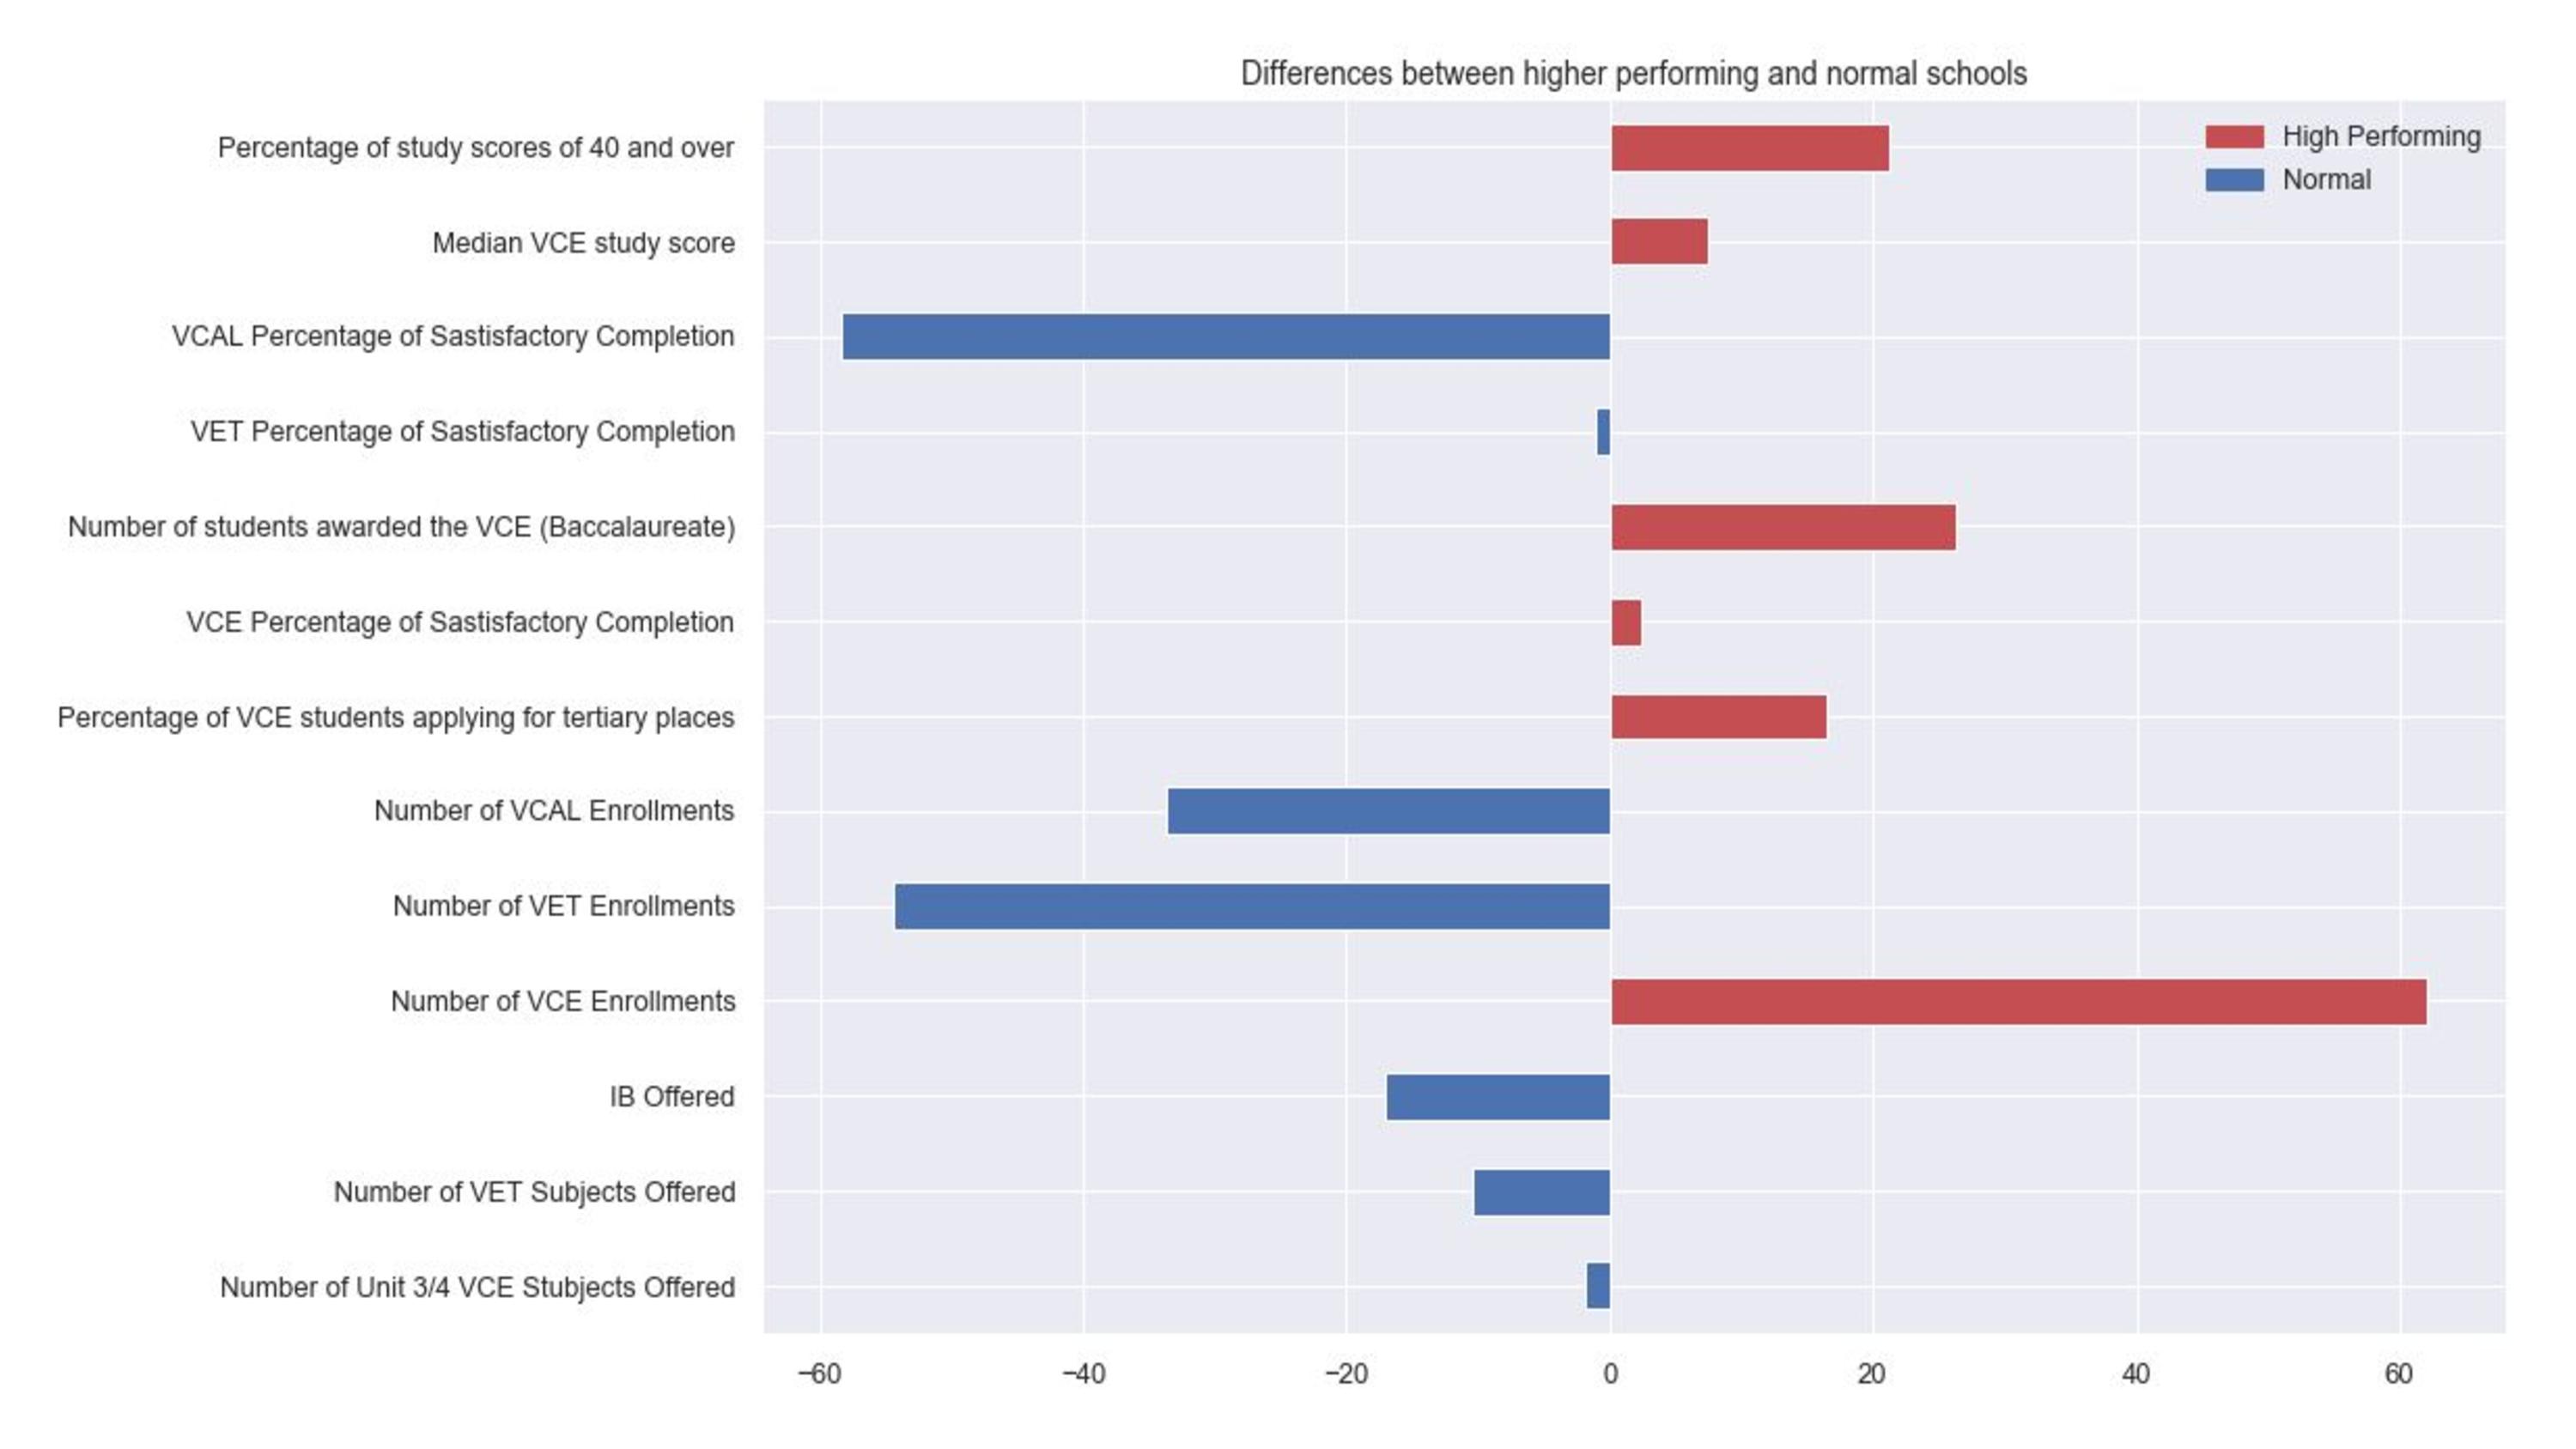 Differences between higher performing and normal schools
High Performing
Normal
Percentage of study scores of 40 and over
Median VCE study score
VCAL Percentage of Sastisfactory Completion
VET Percentage of Sastisfactory Completion
Number of students awarded the VCE (Baccalaureate)
VCE Percentage of Sastisfactory Completion
Percentage of VCE students applying for tertiary places
Number of VCAL Enrollments
Number of VET Enrollments
Number of VCE Enrollments
IB Offered
Number of VET Subjects Offered
Number of Unit 3/4 VCE Stubjects Offered
−60 −40 −20 0 20 40 60